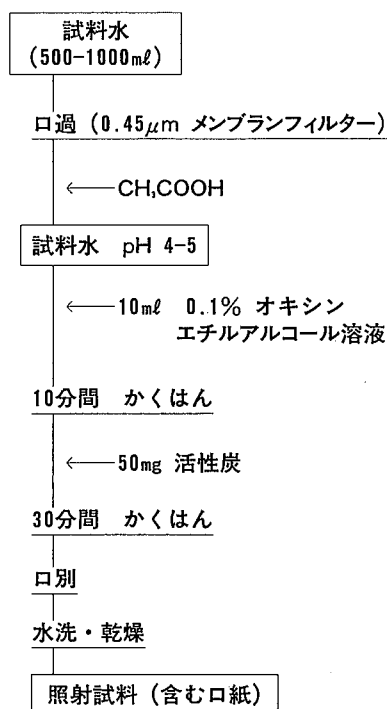 試料水
(500-1000mℓ)
口過 (0.45μm メンブランフィルター)
CH₃COOH
試料水 pH 4-5
10mℓ 0.1% オキシン
エチルアルコール溶液
10分間 かくはん
50mg 活性炭
30分間 かくはん
口別
水洗・乾燥
照射試料 (含む口紙)